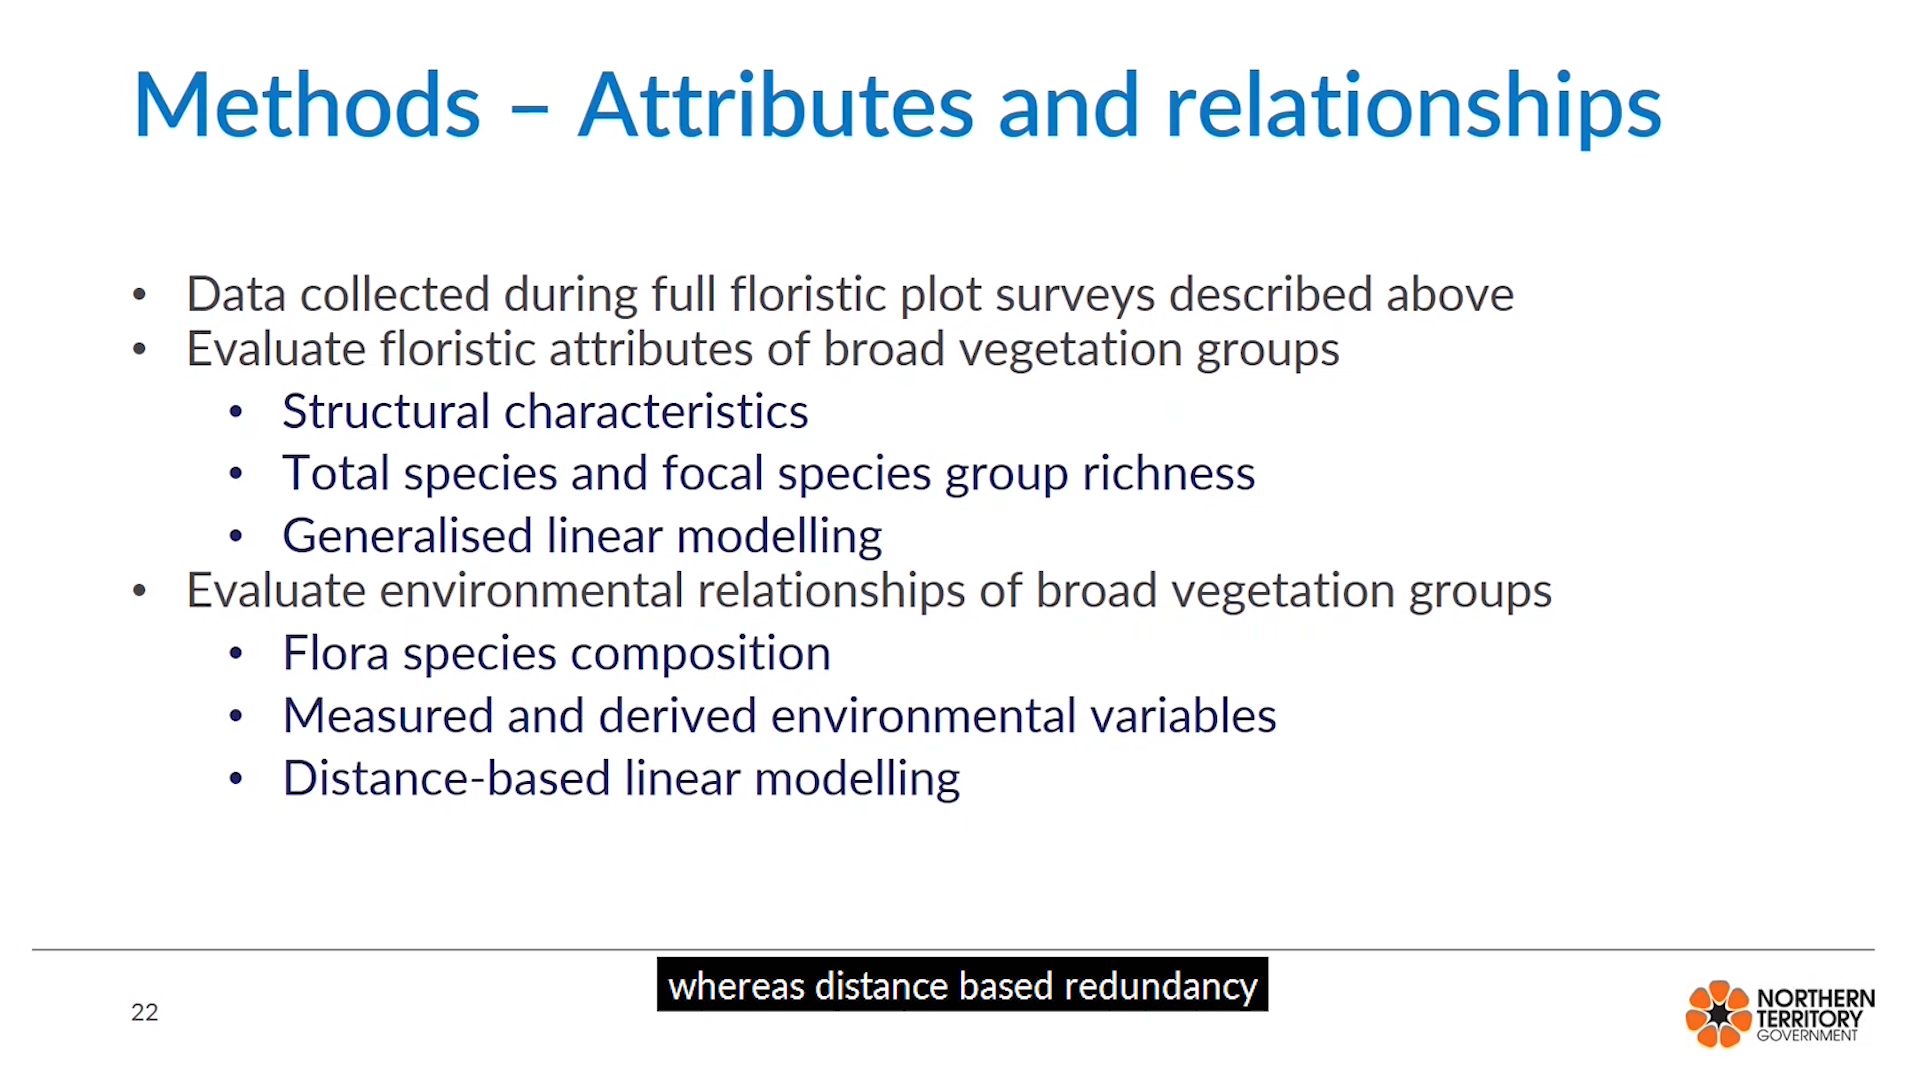 Methods – Attributes and relationships
• Data collected during full floristic plot surveys described above
• Evaluate floristic attributes of broad vegetation groups
• Structural characteristics
• Total species and focal species group richness
• Generalised linear modelling
• Evaluate environmental relationships of broad vegetation groups
• Flora species composition
• Measured and derived environmental variables
• Distance-based linear modelling
whereas distance based redundancy
22
NORTHERN
TERRITORY
GOVERNMENT